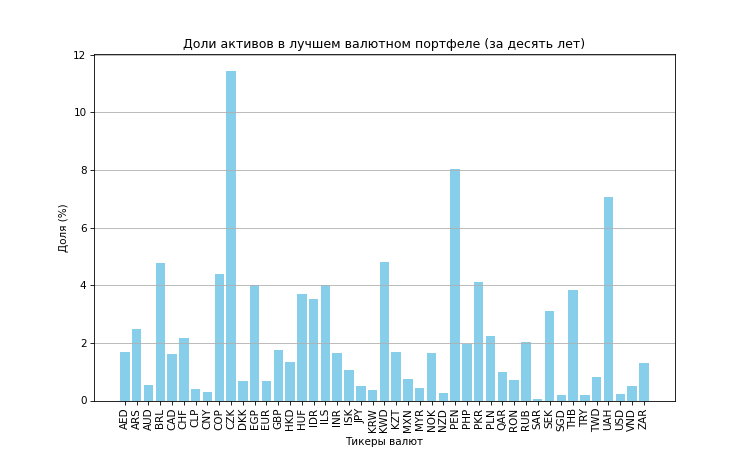 Доли активов в лучшем валютном портфеле (за десять лет)
Доля (%)
12
10
8
6
4
2
0
AED ARS AUD BRL CAD CHF CLP CNY COP CZK DKK EGP EUR GBP HKD HUF IDR ILS INR ISK JPY KRW KWD KZT MXN MYR NOK NZD PEN PHP PKR PLN QAR RON RUB SAR SEK SGD THB TRY TWD UAH USD VND ZAR
Тикеры валют